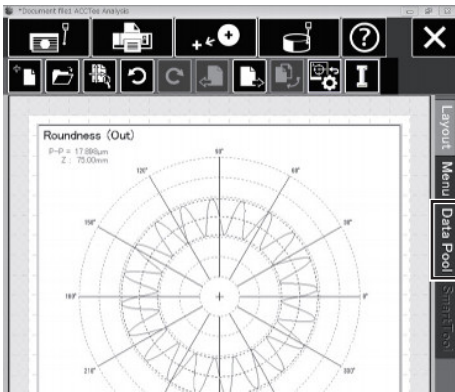 *Document file1 ACCTee Analysis
?
I
Roundness (Out)
P-P = 17.898µm
Z : 75.00mm
90°
120°
60°
150°
30°
180°
0°
210°
330°
Layout
Menu
Data Pool
SmartTool